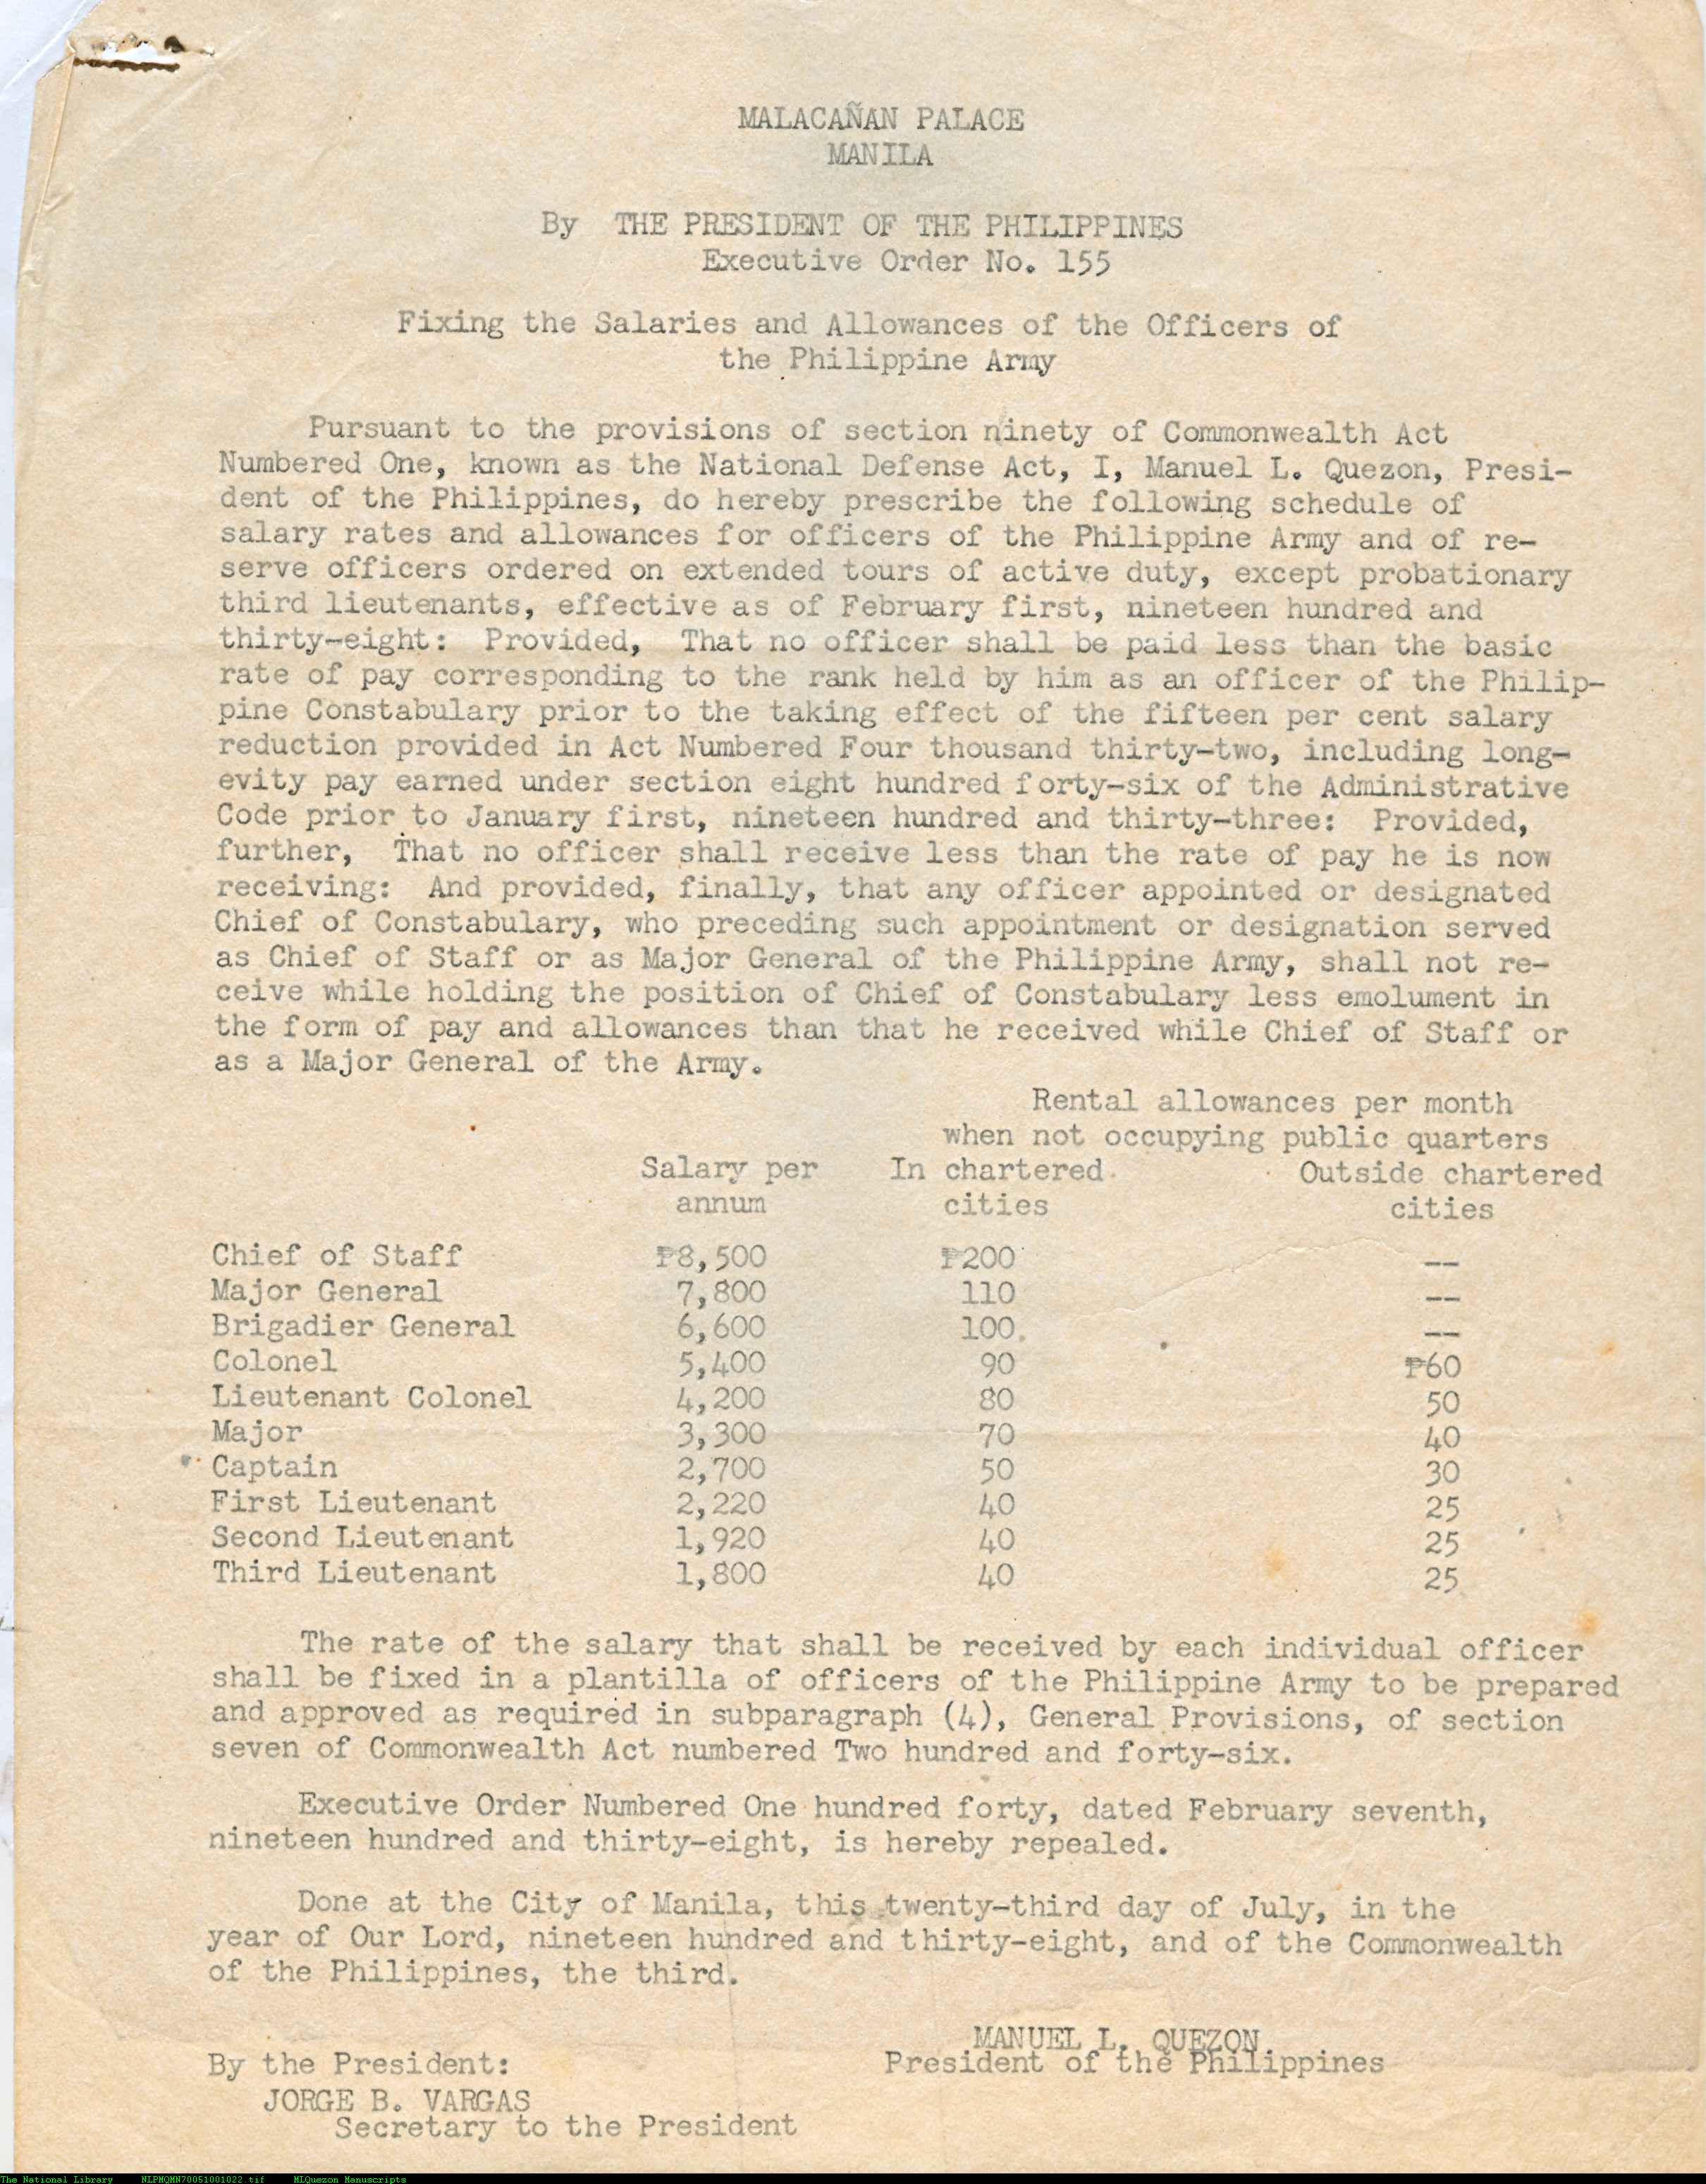 MALACAÑAN PALACE
MANILA
By THE PRESIDENT OF THE PHILIPPINES
Executive Order No. 155
Fixing the Salaries and Allowances of the Officers of
the Philippine Army
Pursuant to the provisions of section ninety of Commonwealth Act
Numbered One, known as the National Defense Act, I, Manuel L. Quezon, Presi-
dent of the Philippines, do hereby prescribe the following schedule of
salary rates and allowances for officers of the Philippine Army and of re-
serve officers ordered on extended tours of active duty, except probationary
third lieutenants, effective as of February first, nineteen hundred and
thirty-eight: Provided, That no officer shall be paid less than the basic
rate of pay corresponding to the rank held by him as an officer of the Philip-
pine Constabulary prior to the taking effect of the fifteen per cent salary
reduction provided in Act Numbered Four thousand thirty-two, including long-
evity pay earned under section eight hundred forty-six of the Administrative
Code prior to January first, nineteen hundred and thirty-three: Provided,
further, That no officer shall receive less than the rate of pay he is now
receiving: And provided, finally, that any officer appointed or designated
Chief of Constabulary, who preceding such appointment or designation served
as Chief of Staff or as Major General of the Philippine Army, shall not re-
ceive while holding the position of Chief of Constabulary less emolument in
the form of pay and allowances than that he received while Chief of Staff or
as a Major General of the Army.
Rental allowances per month
when not occupying public quarters
Salary per In chartered Outside chartered
annum cities cities
Chief of Staff ₱8,500 ₱200 --
Major General 7,800 110 --
Brigadier General 6,600 100 --
Colonel 5,400 90 ₱60
Lieutenant Colonel 4,200 80 50
Major 3,300 70 40
Captain 2,700 50 30
First Lieutenant 2,220 40 25
Second Lieutenant 1,920 40 25
Third Lieutenant 1,800 40 25
The rate of the salary that shall be received by each individual officer
shall be fixed in a plantilla of officers of the Philippine Army to be prepared
and approved as required in subparagraph (4), General Provisions, of section
seven of Commonwealth Act numbered Two hundred and forty-six.
Executive Order Numbered One hundred forty, dated February seventh,
nineteen hundred and thirty-eight, is hereby repealed.
Done at the City of Manila, this twenty-third day of July, in the
year of Our Lord, nineteen hundred and thirty-eight, and of the Commonwealth
of the Philippines, the third.
MANUEL L. QUEZON
President of the Philippines
By the President:
JORGE B. VARGAS
Secretary to the President
The National Library NLPMQMN70051001022.tif MLQuezon Manuscripts